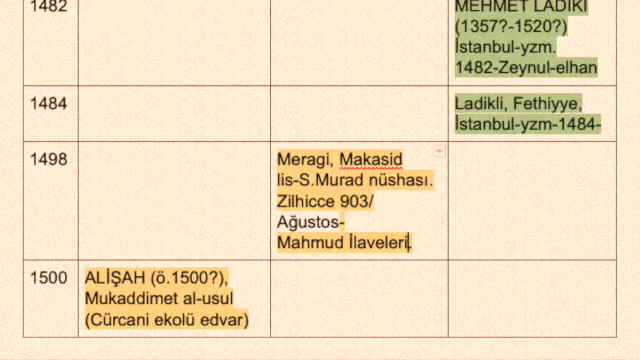 1482
MEHMET LADİKİ
(1357?-1520?)
İstanbul-yzm.
1482-Zeynul-elhan
1484
Ladikli, Fethiyye,
İstanbul-yzm-1484-
1498
Meragi, Makasid
lis-S.Murad nüshası.
Zilhicce 903/
Ağustos-
Mahmud İlaveleri.
1500
ALİŞAH (ö.1500?),
Mukaddimet al-usul
(Cürcani ekolü edvar)